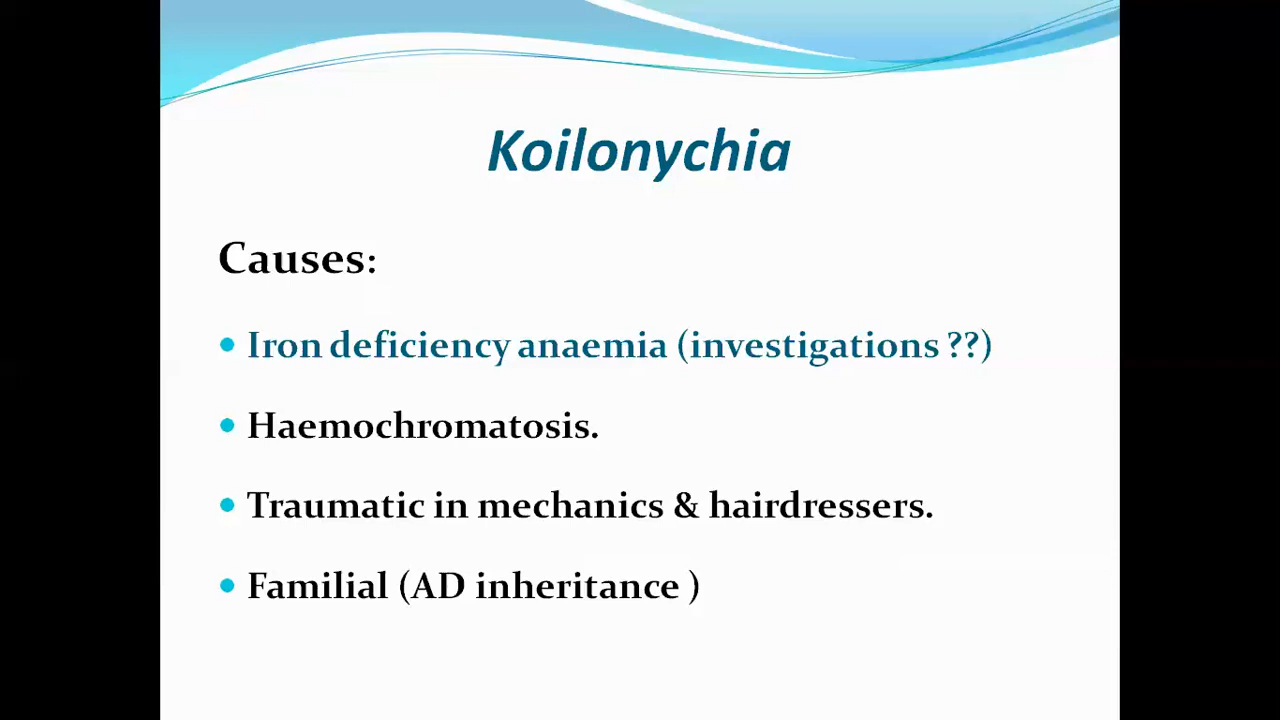 Koilonychia
Causes:
• Iron deficiency anaemia (investigations ??)
• Haemochromatosis.
• Traumatic in mechanics & hairdressers.
• Familial (AD inheritance )